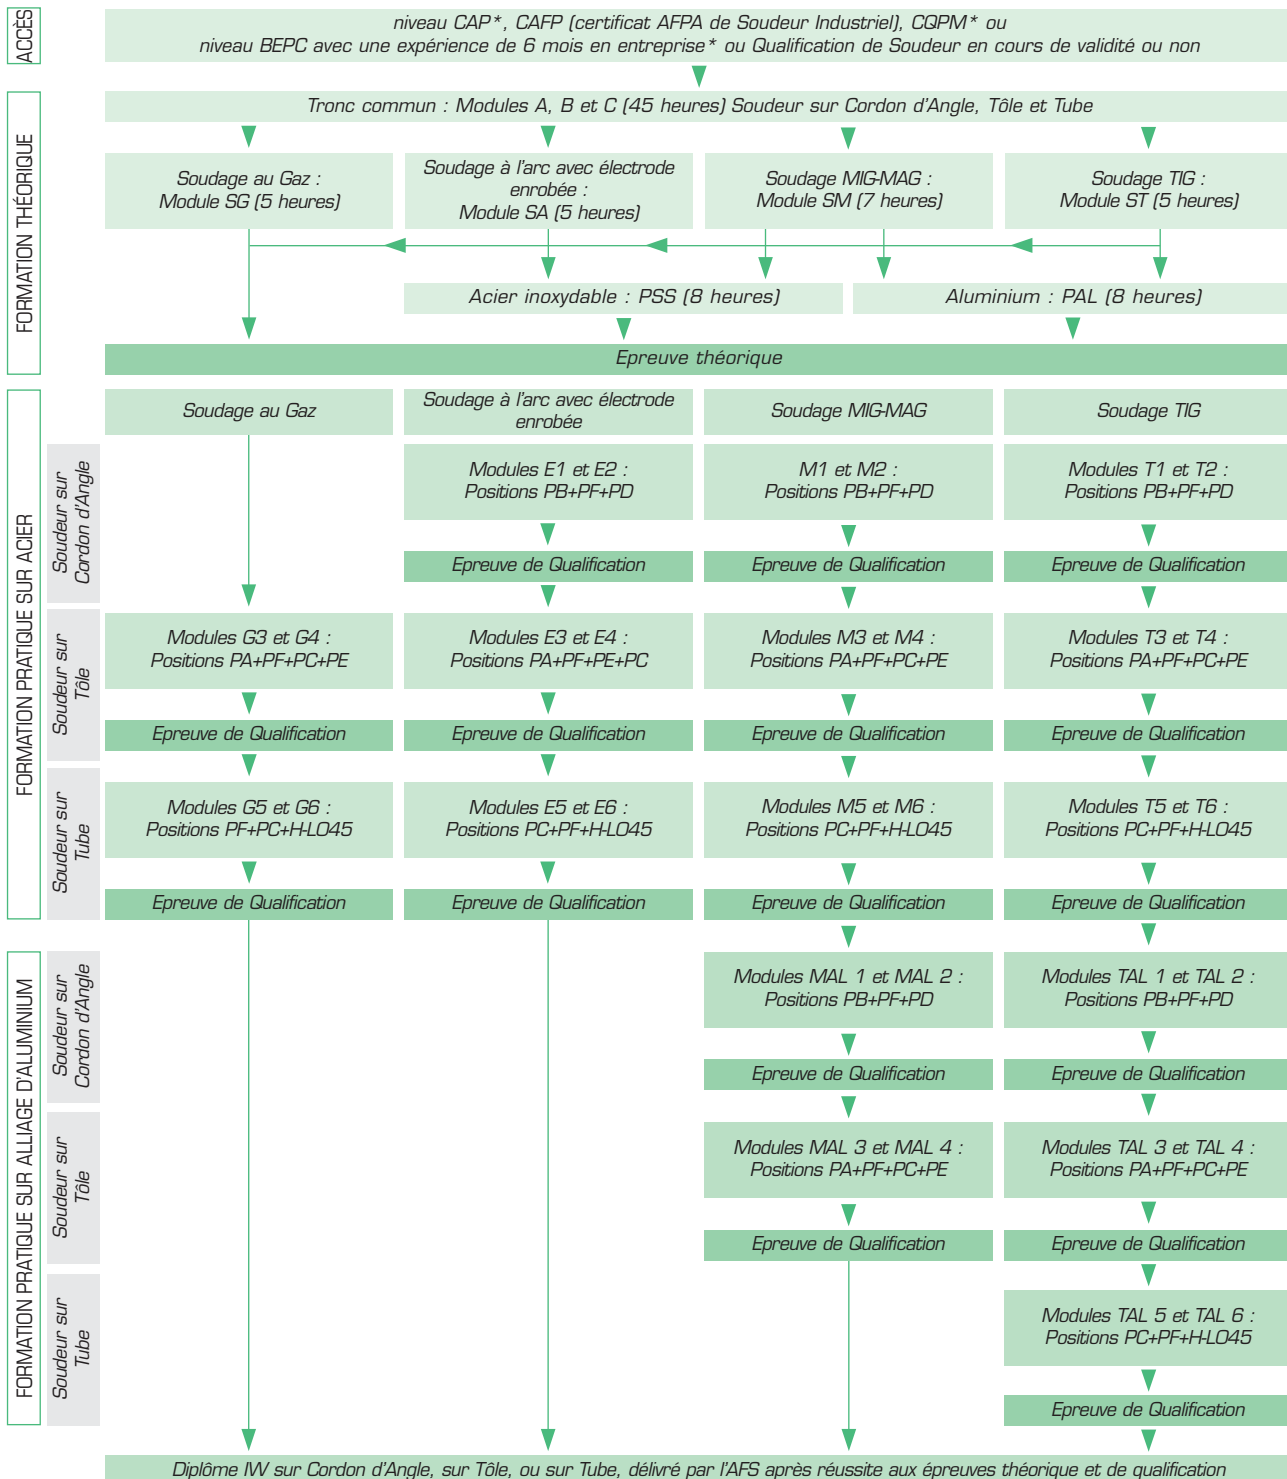 ACCÈS
niveau CAP*, CAFP (certificat AFPA de Soudeur Industriel), CQPM* ou
niveau BEPC avec une expérience de 6 mois en entreprise* ou Qualification de Soudeur en cours de validité ou non
FORMATION THÉORIQUE
Tronc commun : Modules A, B et C (45 heures) Soudeur sur Cordon d'Angle, Tôle et Tube
Soudage au Gaz :
Module SG (5 heures)
Soudage à l'arc avec électrode
enrobée :
Module SA (5 heures)
Soudage MIG-MAG :
Module SM (7 heures)
Soudage TIG :
Module ST (5 heures)
Acier inoxydable : PSS (8 heures)
Aluminium : PAL (8 heures)
Epreuve théorique
FORMATION PRATIQUE SUR ACIER
Soudage au Gaz
Soudage à l'arc avec électrode
enrobée
Soudage MIG-MAG
Soudage TIG
Soudeur sur
Cordon d'Angle
Modules E1 et E2 :
Positions PB+PF+PD
M1 et M2 :
Positions PB+PF+PD
Modules T1 et T2 :
Positions PB+PF+PD
Epreuve de Qualification
Epreuve de Qualification
Epreuve de Qualification
Soudeur sur
Tôle
Modules G3 et G4 :
Positions PA+PF+PC+PE
Modules E3 et E4 :
Positions PA+PF+PE+PC
Modules M3 et M4 :
Positions PA+PF+PC+PE
Modules T3 et T4 :
Positions PA+PF+PC+PE
Epreuve de Qualification
Epreuve de Qualification
Epreuve de Qualification
Epreuve de Qualification
Soudeur sur
Tube
Modules G5 et G6 :
Positions PF+PC+H-LO45
Modules E5 et E6 :
Positions PC+PF+H-LO45
Modules M5 et M6 :
Positions PC+PF+H-LO45
Modules T5 et T6 :
Positions PC+PF+H-LO45
Epreuve de Qualification
Epreuve de Qualification
Epreuve de Qualification
Epreuve de Qualification
FORMATION PRATIQUE SUR ALLIAGE D'ALUMINIUM
Soudeur sur
Cordon d'Angle
Modules MAL 1 et MAL 2 :
Positions PB+PF+PD
Modules TAL 1 et TAL 2 :
Positions PB+PF+PD
Epreuve de Qualification
Epreuve de Qualification
Soudeur sur
Tôle
Modules MAL 3 et MAL 4 :
Positions PA+PF+PC+PE
Modules TAL 3 et TAL 4 :
Positions PA+PF+PC+PE
Epreuve de Qualification
Epreuve de Qualification
Soudeur sur
Tube
Modules TAL 5 et TAL 6 :
Positions PC+PF+H-LO45
Epreuve de Qualification
Diplôme IW sur Cordon d'Angle, sur Tôle, ou sur Tube, délivré par l'AFS après réussite aux épreuves théorique et de qualification